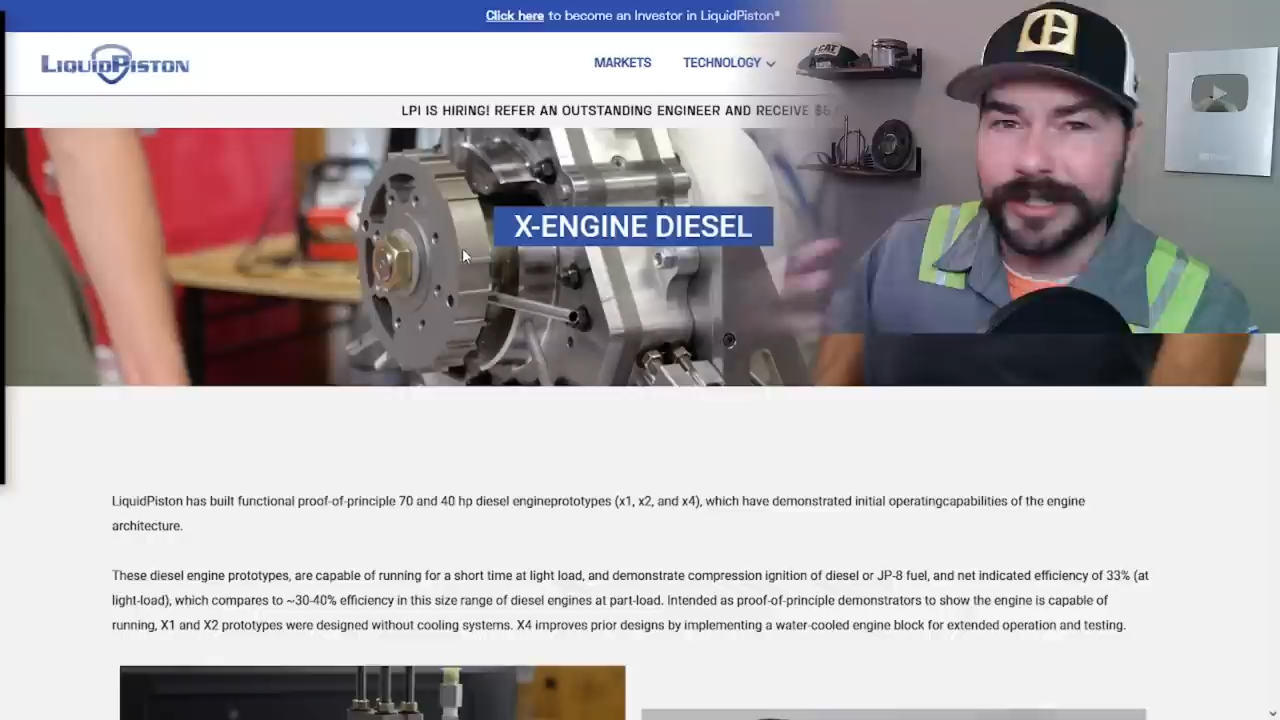 Click here to become an Investor in LiquidPiston*
LIQUIDPISTON
MARKETS TECHNOLOGY
CAT
LPI IS HIRING! REFER AN OUTSTANDING ENGINEER AND RECEIVE
X-ENGINE DIESEL
LiquidPiston has built functional proof-of-principle 70 and 40 hp diesel engineprototypes (x1, x2, and x4), which have demonstrated initial operatingcapabilities of the engine
architecture.
These diesel engine prototypes, are capable of running for a short time at light load, and demonstrate compression ignition of diesel or JP-8 fuel, and net indicated efficiency of 33% (at
light-load), which compares to ~30-40% efficiency in this size range of diesel engines at part-load. Intended as proof-of-principle demonstrators to show the engine is capable of
running, X1 and X2 prototypes were designed without cooling systems. X4 improves prior designs by implementing a water-cooled engine block for extended operation and testing.